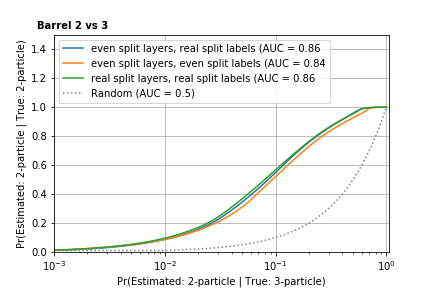 Barrel 2 vs 3
1.4
1.2
1.0
0.8
0.6
0.4
0.2
0.0
Pr(Estimated: 2-particle | True: 2-particle)
even split layers, real split labels (AUC = 0.86
even split layers, even split labels (AUC = 0.84
real split layers, real split labels (AUC = 0.86
Random (AUC = 0.5)
10⁻³ 10⁻² 10⁻¹ 10⁰
Pr(Estimated: 2-particle | True: 3-particle)